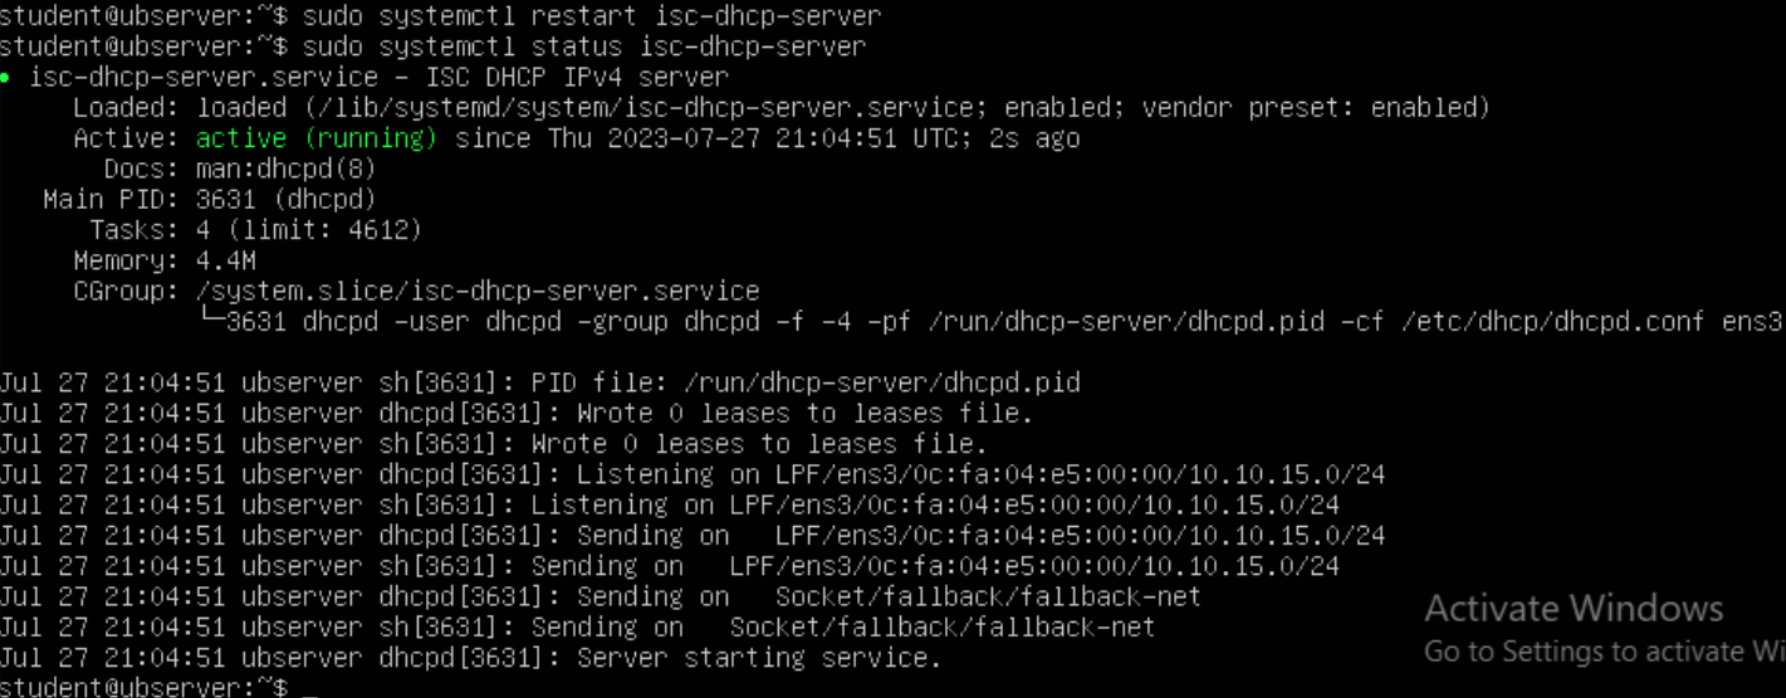 student@ubserver:~$ sudo systemctl restart isc-dhcp-server
student@ubserver:~$ sudo systemctl status isc-dhcp-server
● isc-dhcp-server.service - ISC DHCP IPv4 server
Loaded: loaded (/lib/systemd/system/isc-dhcp-server.service; enabled; vendor preset: enabled)
Active: active (running) since Thu 2023-07-27 21:04:51 UTC; 2s ago
Docs: man:dhcpd(8)
Main PID: 3631 (dhcpd)
Tasks: 4 (limit: 4612)
Memory: 4.4M
CGroup: /system.slice/isc-dhcp-server.service
└─3631 dhcpd -user dhcpd -group dhcpd -f -4 -pf /run/dhcp-server/dhcpd.pid -cf /etc/dhcp/dhcpd.conf ens3
Jul 27 21:04:51 ubserver sh[3631]: PID file: /run/dhcp-server/dhcpd.pid
Jul 27 21:04:51 ubserver dhcpd[3631]: Wrote 0 leases to leases file.
Jul 27 21:04:51 ubserver sh[3631]: Wrote 0 leases to leases file.
Jul 27 21:04:51 ubserver dhcpd[3631]: Listening on LPF/ens3/0c:fa:04:e5:00:00/10.10.15.0/24
Jul 27 21:04:51 ubserver sh[3631]: Listening on LPF/ens3/0c:fa:04:e5:00:00/10.10.15.0/24
Jul 27 21:04:51 ubserver dhcpd[3631]: Sending on   LPF/ens3/0c:fa:04:e5:00:00/10.10.15.0/24
Jul 27 21:04:51 ubserver sh[3631]: Sending on   LPF/ens3/0c:fa:04:e5:00:00/10.10.15.0/24
Jul 27 21:04:51 ubserver dhcpd[3631]: Sending on   Socket/fallback/fallback-net
Jul 27 21:04:51 ubserver sh[3631]: Sending on   Socket/fallback/fallback-net
Jul 27 21:04:51 ubserver dhcpd[3631]: Server starting service.
student@ubserver:~$ _
Activate Windows
Go to Settings to activate Wi